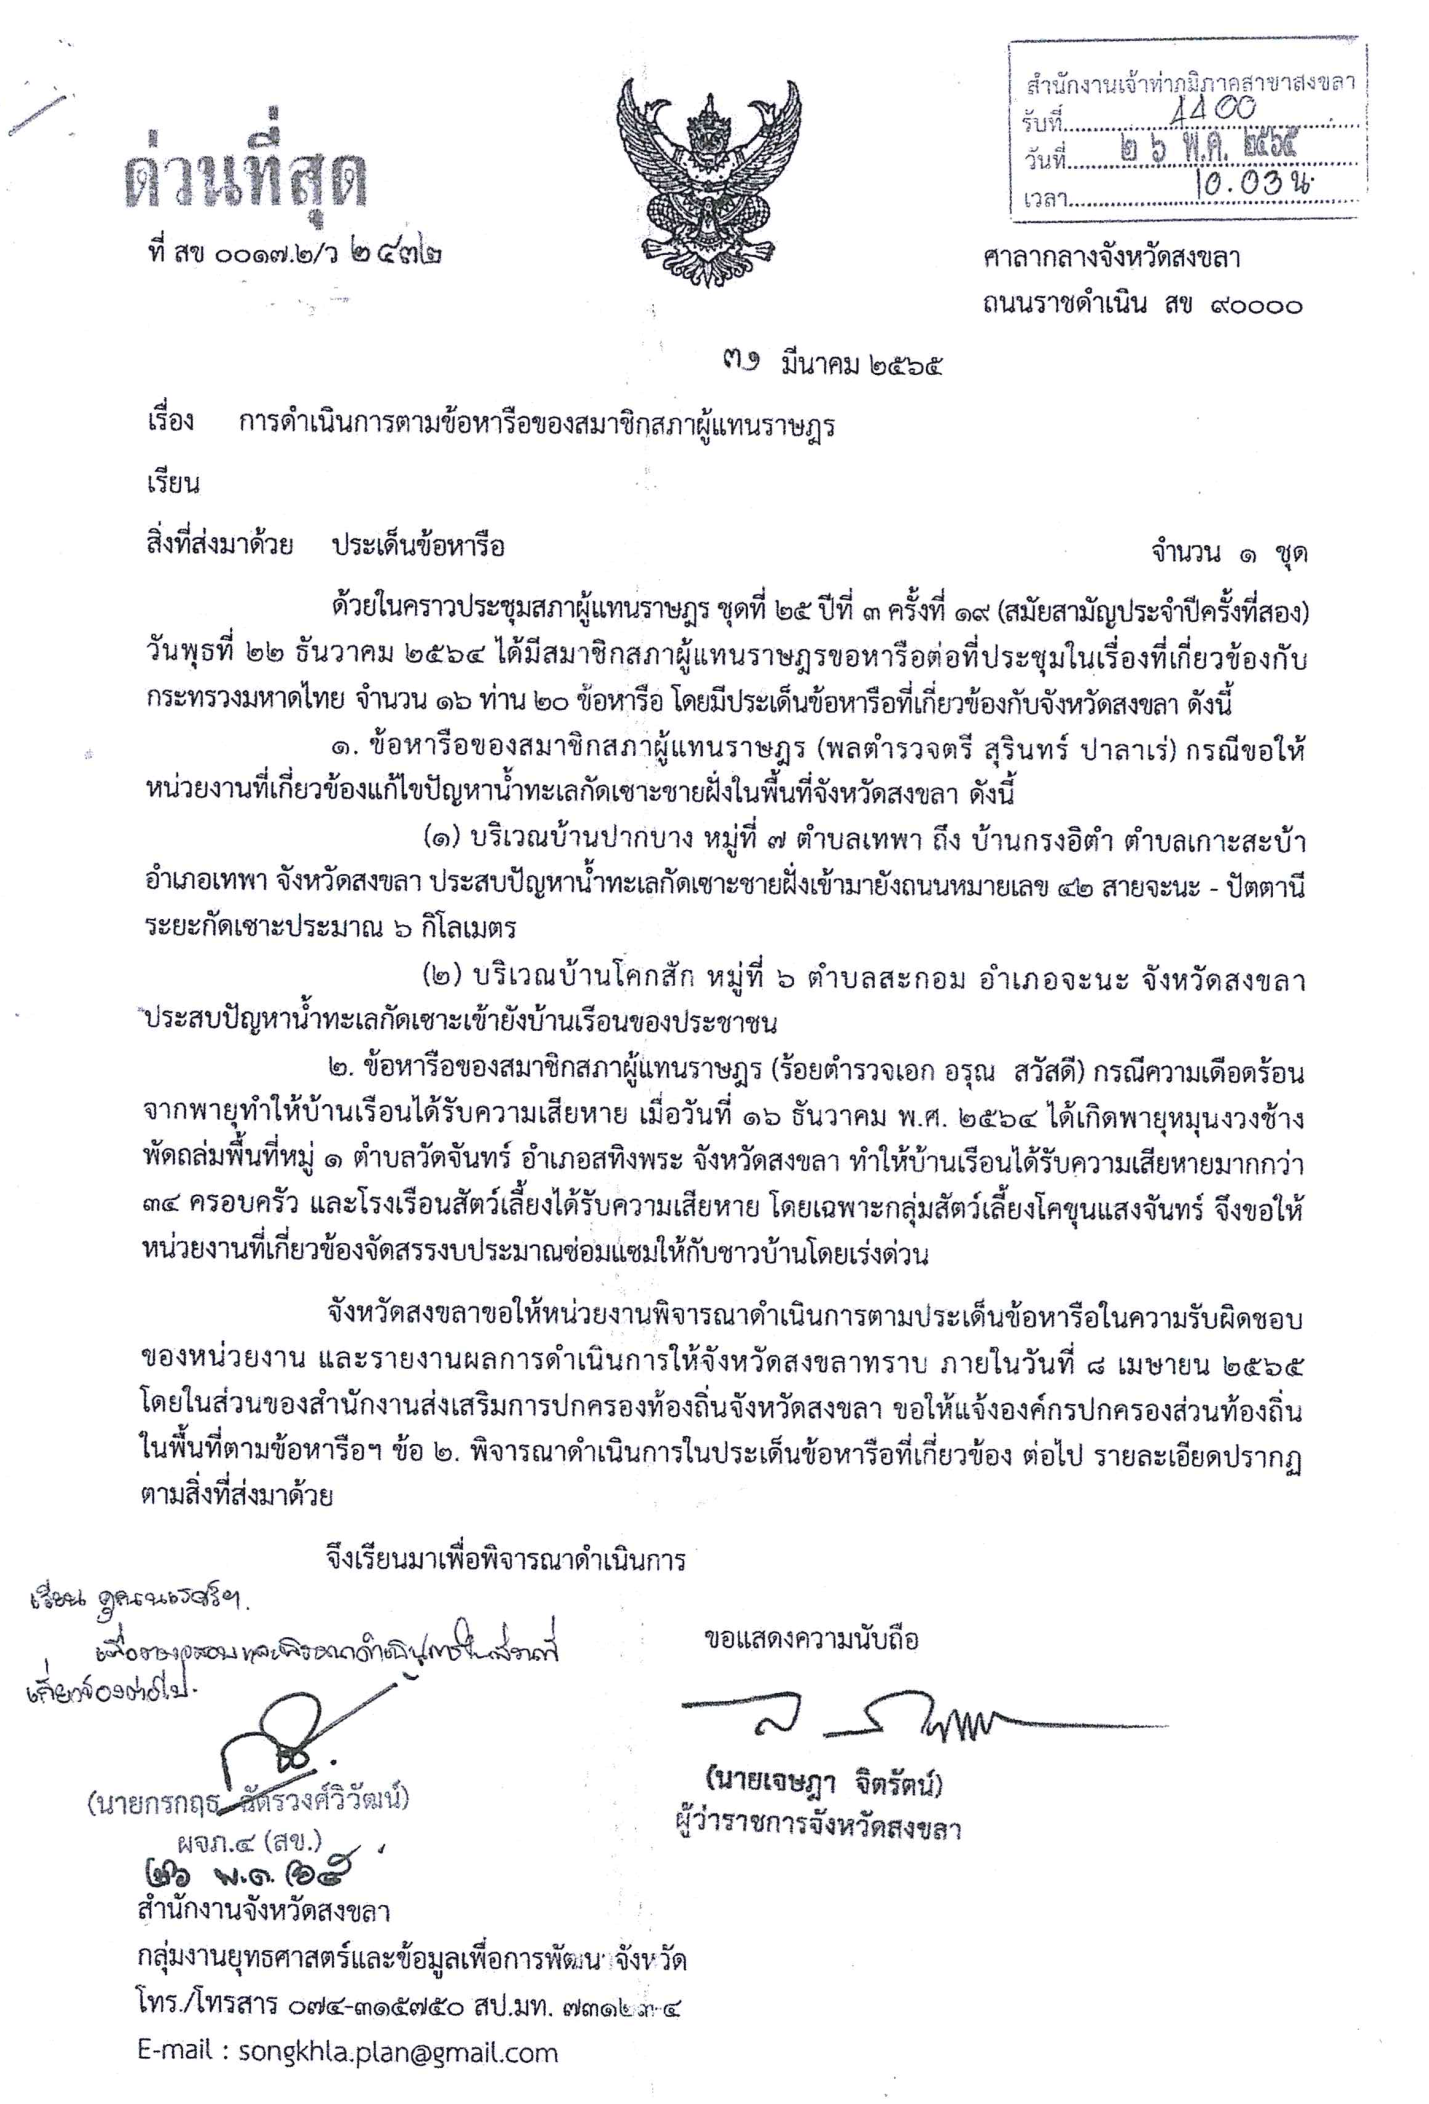 สำนักงานเจ้าท่าภูมิภาคสาขาสงขลา
รับที่ 1100
วันที่ ๒ ๖ พ.ค. ๒๕๖๕
เวลา 10.03 น.
ด่วนที่สุด
ที่ สข ๐๐๑๗.๒/ว ๒๔๓๒
ศาลากลางจังหวัดสงขลา
ถนนราชดำเนิน สข ๙๐๐๐๐
๓๑ มีนาคม ๒๕๖๕
เรื่อง การดำเนินการตามข้อหารือของสมาชิกสภาผู้แทนราษฎร
เรียน
สิ่งที่ส่งมาด้วย ประเด็นข้อหารือ จำนวน ๑ ชุด
ด้วยในคราวประชุมสภาผู้แทนราษฎร ชุดที่ ๒๕ ปีที่ ๓ ครั้งที่ ๑๙ (สมัยสามัญประจำปีครั้งที่สอง)
วันพุธที่ ๒๒ ธันวาคม ๒๕๖๔ ได้มีสมาชิกสภาผู้แทนราษฎรขอหารือต่อที่ประชุมในเรื่องที่เกี่ยวข้องกับ
กระทรวงมหาดไทย จำนวน ๑๖ ท่าน ๒๐ ข้อหารือ โดยมีประเด็นข้อหารือที่เกี่ยวข้องกับจังหวัดสงขลา ดังนี้
๑. ข้อหารือของสมาชิกสภาผู้แทนราษฎร (พลตำรวจตรี สุรินทร์ ปาลาเร่) กรณีขอให้
หน่วยงานที่เกี่ยวข้องแก้ไขปัญหาน้ำทะเลกัดเซาะชายฝั่งในพื้นที่จังหวัดสงขลา ดังนี้
(๑) บริเวณบ้านปากบาง หมู่ที่ ๗ ตำบลเทพา ถึง บ้านกรงอิตำ ตำบลเกาะสะบ้า
อำเภอเทพา จังหวัดสงขลา ประสบปัญหาน้ำทะเลกัดเซาะชายฝั่งเข้ามายังถนนหมายเลข ๔๒ สายจะนะ - ปัตตานี
ระยะกัดเซาะประมาณ ๖ กิโลเมตร
(๒) บริเวณบ้านโคกสัก หมู่ที่ ๖ ตำบลสะกอม อำเภอจะนะ จังหวัดสงขลา
ประสบปัญหาน้ำทะเลกัดเซาะเข้ายังบ้านเรือนของประชาชน
๒. ข้อหารือของสมาชิกสภาผู้แทนราษฎร (ร้อยตำรวจเอก อรุณ สวัสดี) กรณีความเดือดร้อน
จากพายุทำให้บ้านเรือนได้รับความเสียหาย เมื่อวันที่ ๑๖ ธันวาคม พ.ศ. ๒๕๖๔ ได้เกิดพายุหมุนงวงช้าง
พัดถล่มพื้นที่หมู่ ๑ ตำบลวัดจันทร์ อำเภอสทิงพระ จังหวัดสงขลา ทำให้บ้านเรือนได้รับความเสียหายมากกว่า
๓๔ ครอบครัว และโรงเรือนสัตว์เลี้ยงได้รับความเสียหาย โดยเฉพาะกลุ่มสัตว์เลี้ยงโคขุนแสงจันทร์ จึงขอให้
หน่วยงานที่เกี่ยวข้องจัดสรรงบประมาณซ่อมแซมให้กับชาวบ้านโดยเร่งด่วน
จังหวัดสงขลาขอให้หน่วยงานพิจารณาดำเนินการตามประเด็นข้อหารือในความรับผิดชอบ
ของหน่วยงาน และรายงานผลการดำเนินการให้จังหวัดสงขลาทราบ ภายในวันที่ ๘ เมษายน ๒๕๖๕
โดยในส่วนของสำนักงานส่งเสริมการปกครองท้องถิ่นจังหวัดสงขลา ขอให้แจ้งองค์กรปกครองส่วนท้องถิ่น
ในพื้นที่ตามข้อหารือฯ ข้อ ๒. พิจารณาดำเนินการในประเด็นข้อหารือที่เกี่ยวข้อง ต่อไป รายละเอียดปรากฏ
ตามสิ่งที่ส่งมาด้วย
จึงเรียนมาเพื่อพิจารณาดำเนินการ
เรียน
เกี่ยวข้องต่อไป.
ขอแสดงความนับถือ
(นายเจษฎา จิตรัตน์)
ผู้ว่าราชการจังหวัดสงขลา
(นายกรกฤธ ฉัตรวงศ์วิวัฒน์)
ผจภ.๔ (สข.)
๒๖ พ.ค. ๒๕
สำนักงานจังหวัดสงขลา
กลุ่มงานยุทธศาสตร์และข้อมูลเพื่อการพัฒนาจังหวัด
โทร./โทรสาร ๐๗๔-๓๑๕๗๕๐ สป.มท. ๗๓๑๒๓-๔
E-mail : songkhla.plan@gmail.com